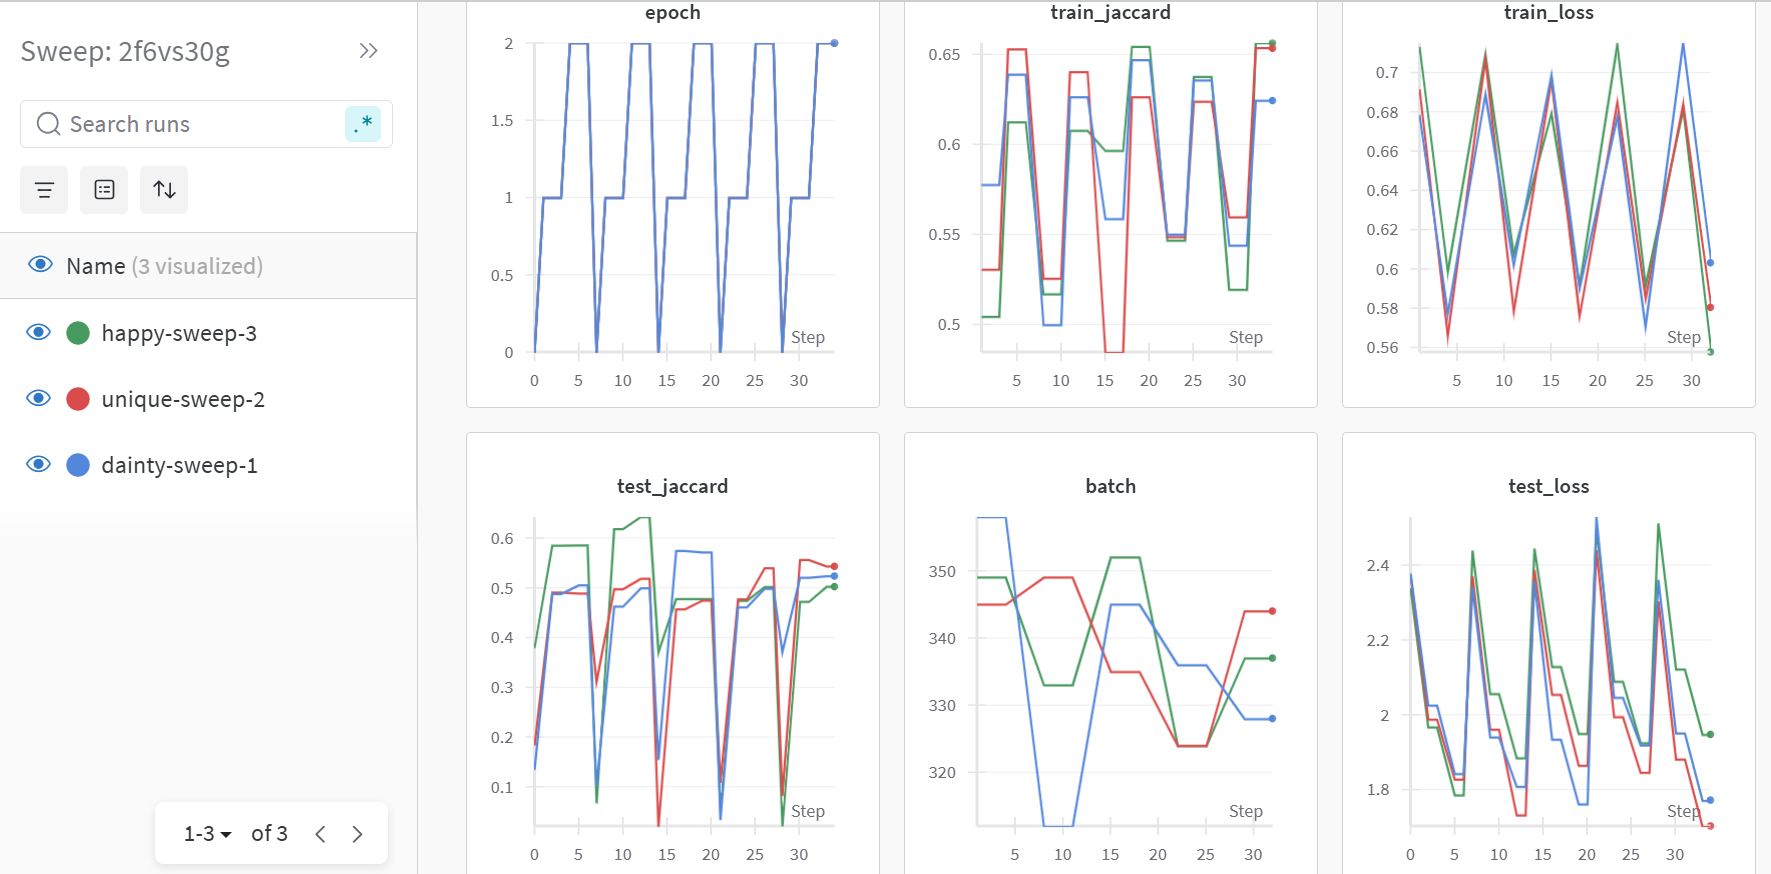 Sweep: 2f6vs30g
Search runs
.*
Name (3 visualized)
happy-sweep-3
unique-sweep-2
dainty-sweep-1
1-3 of 3
epoch
2
1.5
1
0.5
0
Step
0 5 10 15 20 25 30
train_jaccard
0.65
0.6
0.55
0.5
Step
5 10 15 20 25 30
train_loss
0.7
0.68
0.66
0.64
0.62
0.6
0.58
0.56
Step
5 10 15 20 25 30
test_jaccard
0.6
0.5
0.4
0.3
0.2
0.1
Step
0 5 10 15 20 25 30
batch
350
340
330
320
Step
5 10 15 20 25 30
test_loss
2.4
2.2
2
1.8
Step
0 5 10 15 20 25 30